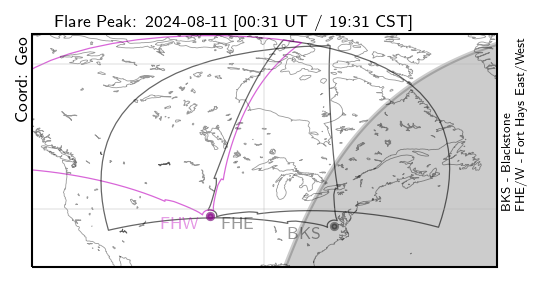 Flare Peak: 2024-08-11 [00:31 UT / 19:31 CST]
Coord: Geo
FHW
FHE
BKS
BKS - Blackstone
FHE/W - Fort Hays East/West